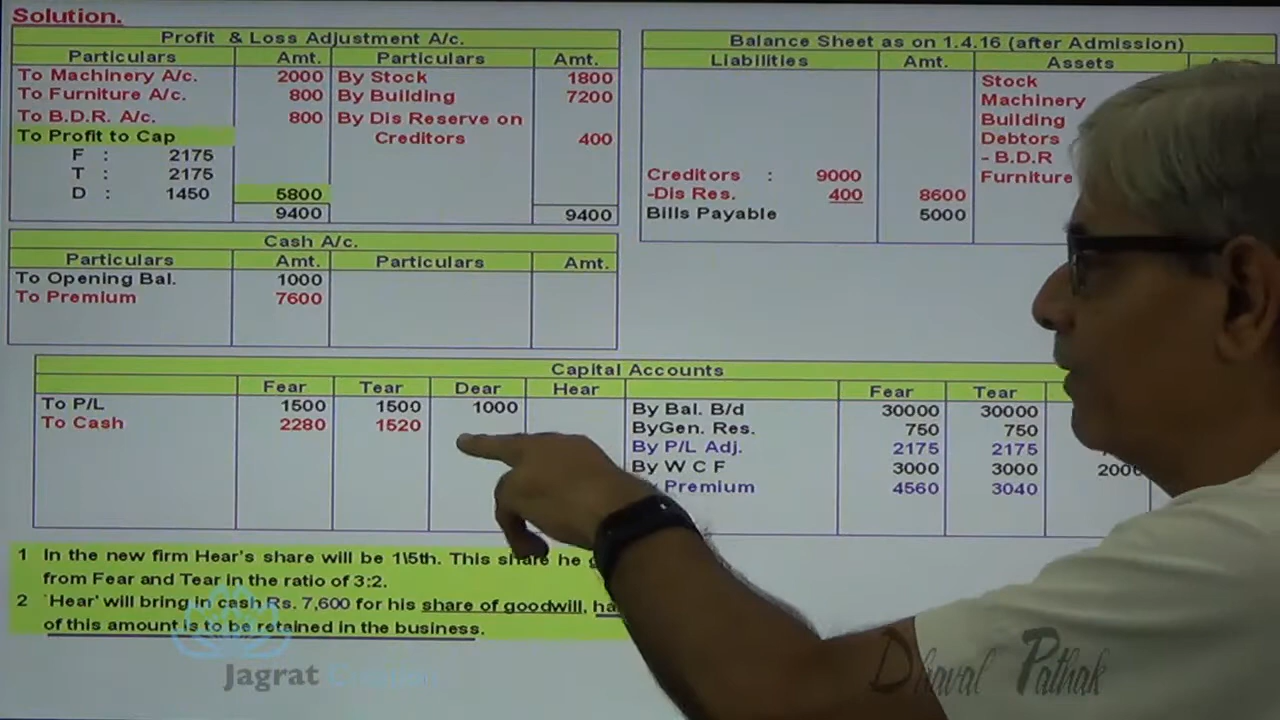 Solution.
Profit & Loss Adjustment A/c.
Particulars Amt. Particulars Amt.
To Machinery A/c. 2000 By Stock 1800
To Furniture A/c. 800 By Building 7200
To B.D.R. A/c. 800 By Dis Reserve on
To Profit to Cap Creditors 400
F : 2175
T : 2175
D : 1450 5800
9400 9400
Balance Sheet as on 1.4.16 (after Admission)
Liabilities Amt. Assets
Stock
Machinery
Building
Debtors
- B.D.R
Creditors : 9000 Furniture
-Dis Res. 400 8600
Bills Payable 5000
Cash A/c.
Particulars Amt. Particulars Amt.
To Opening Bal. 1000
To Premium 7600
Capital Accounts
Fear Tear Dear Hear Fear Tear
To P/L 1500 1500 1000 By Bal. B/d 30000 30000
To Cash 2280 1520 ByGen. Res. 750 750
By P/L Adj. 2175 2175
By W C F 3000 3000 2000
Premium 4560 3040
1 In the new firm Hear's share will be 1\5th. This share he
from Fear and Tear in the ratio of 3:2.
2 'Hear' will bring in cash Rs. 7,600 for his share of goodwill,
of this amount is to be retained in the business.
Jagrat
Dhaval Pathak